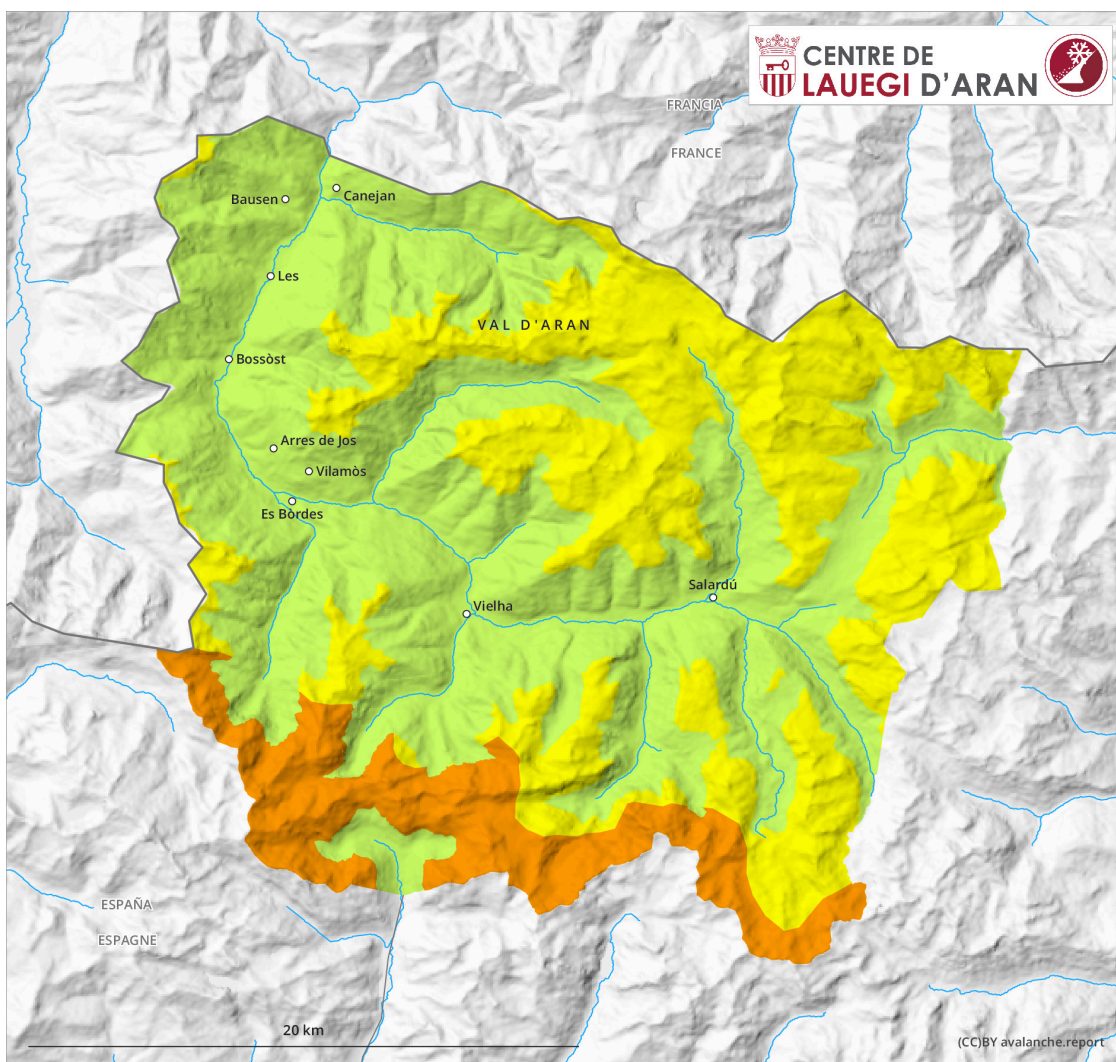 CENTRE DE
LAUEGI D'ARAN
FRANCIA
FRANCE
Bausen
Canejan
Les
VAL D'ARAN
Bossòst
Arres de Jos
Vilamòs
Es Bòrdes
Salardú
Vielha
ESPAÑA
ESPAGNE
20 km
(CC)BY avalanche.report